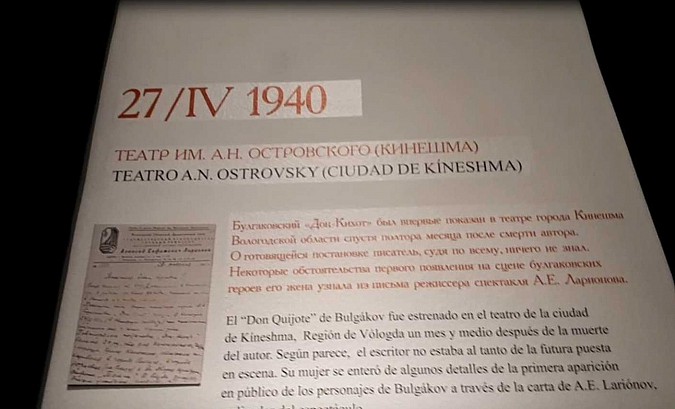 27/IV 1940
ТЕАТР ИМ. А.Н. ОСТРОВСКОГО (КИНЕШМА)
TEATRO A.N. OSTROVSKY (CIUDAD DE KÍNESHMA)
Булгаковский «Дон-Кихот» был впервые показан в театре города Кинешма
Вологодской области спустя полтора месяца после смерти автора.
О готовящейся постановке писатель, судя по всему, ничего не знал.
Некоторые обстоятельства первого появления на сцене булгаковских
героев его жена узнала из письма режиссера спектакля А.Е. Ларионова.
El “Don Quijote” de Bulgákov fue estrenado en el teatro de la ciudad
de Kíneshma, Región de Vólogda un mes y medio después de la muerte
del autor. Según parece, el escritor no estaba al tanto de la futura puesta
en escena. Su mujer se enteró de algunos detalles de la primera aparición
en público de los personajes de Bulgákov a través de la carta de A.E. Lariónov,